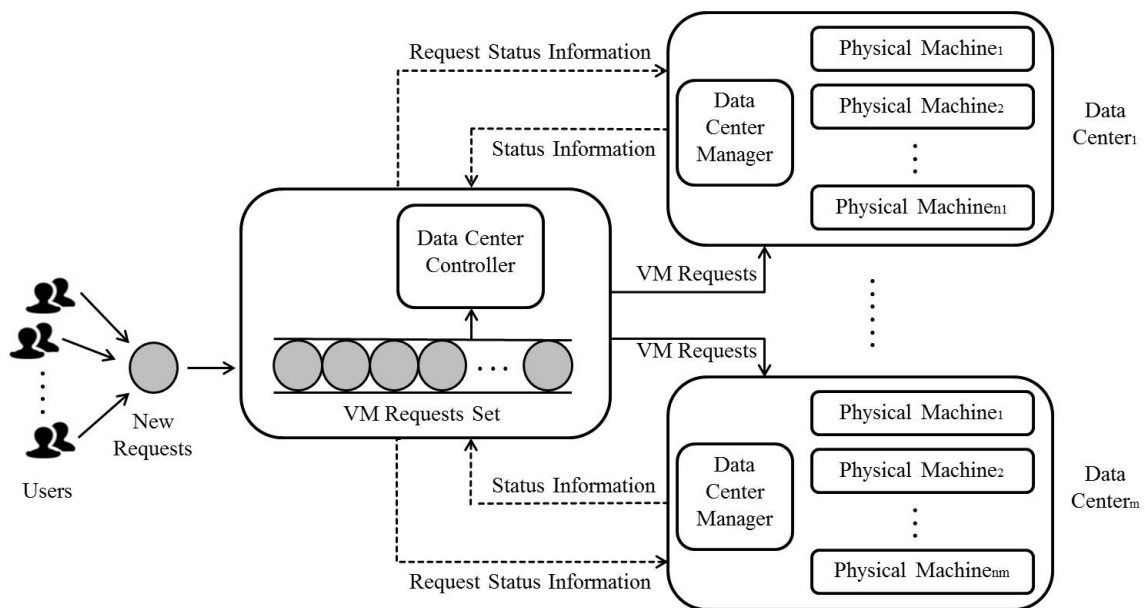 Users
New
Requests
Request Status Information
Status Information
Data Center
Controller
VM Requests Set
VM Requests
VM Requests
Status Information
Request Status Information
Data
Center
Manager
Physical Machine₁
Physical Machine₂
Physical Machineₙ₁
Data
Center₁
Data
Center
Manager
Physical Machine₁
Physical Machine₂
Physical Machineₙₘ
Data
Centerₘ